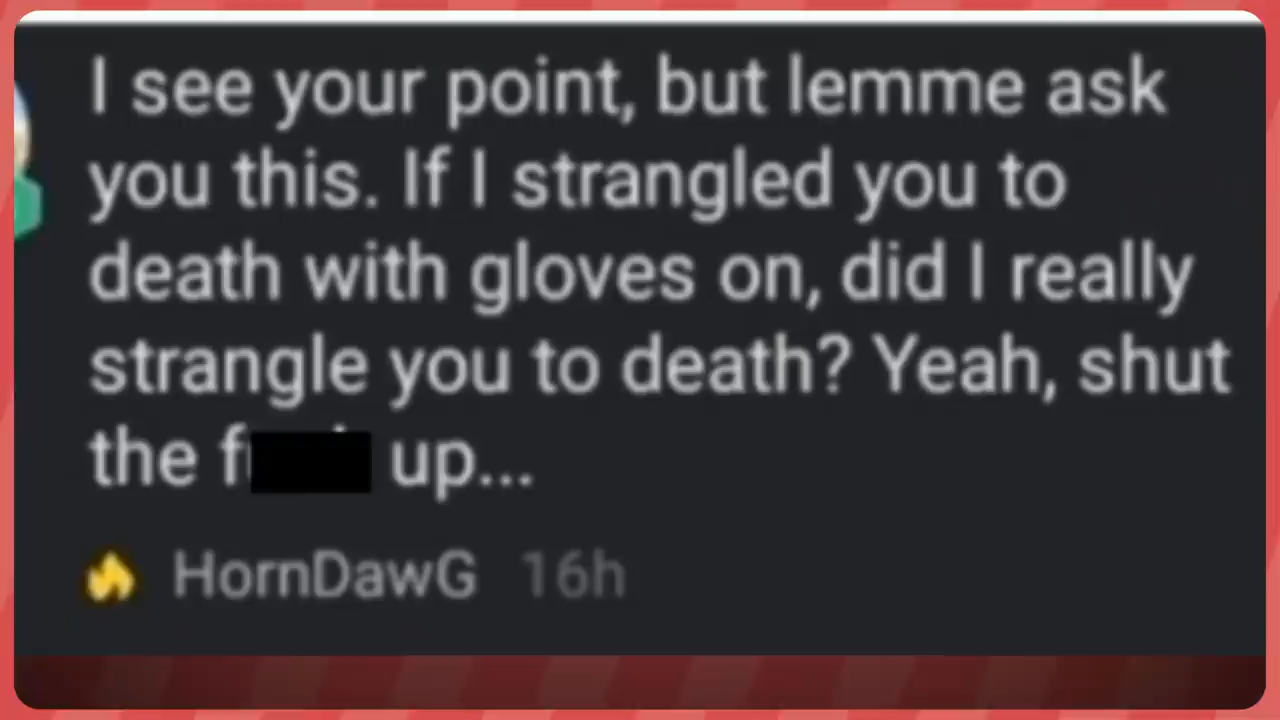 I see your point, but lemme ask
you this. If I strangled you to
death with gloves on, did I really
strangle you to death? Yeah, shut
the f up...
HornDawG 16h